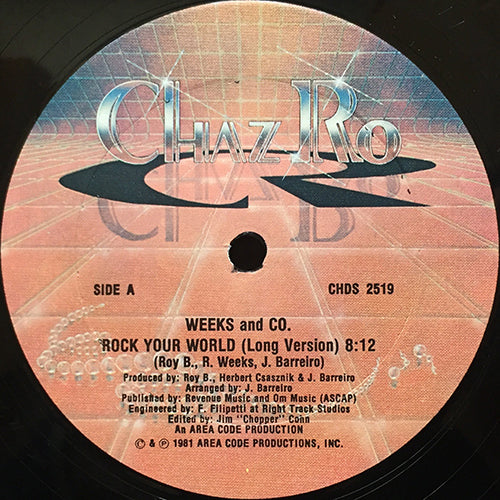 Chaz Ro
SIDE A
CHDS 2519
WEEKS and CO.
ROCK YOUR WORLD (Long Version) 8:12
(Roy B., R. Weeks, J. Barreiro)
Produced by: Roy B., Herbert Csasznik & J. Barreiro
Arranged by: J. Barreiro
Published by: Revenue Music and Om Music (ASCAP)
Engineered by: F. Filipetti at Right Track-Studios
Edited by: Jim "Chopper" Conn
An AREA CODE PRODUCTION
© & ℗ 1981 AREA CODE PRODUCTIONS, INC.